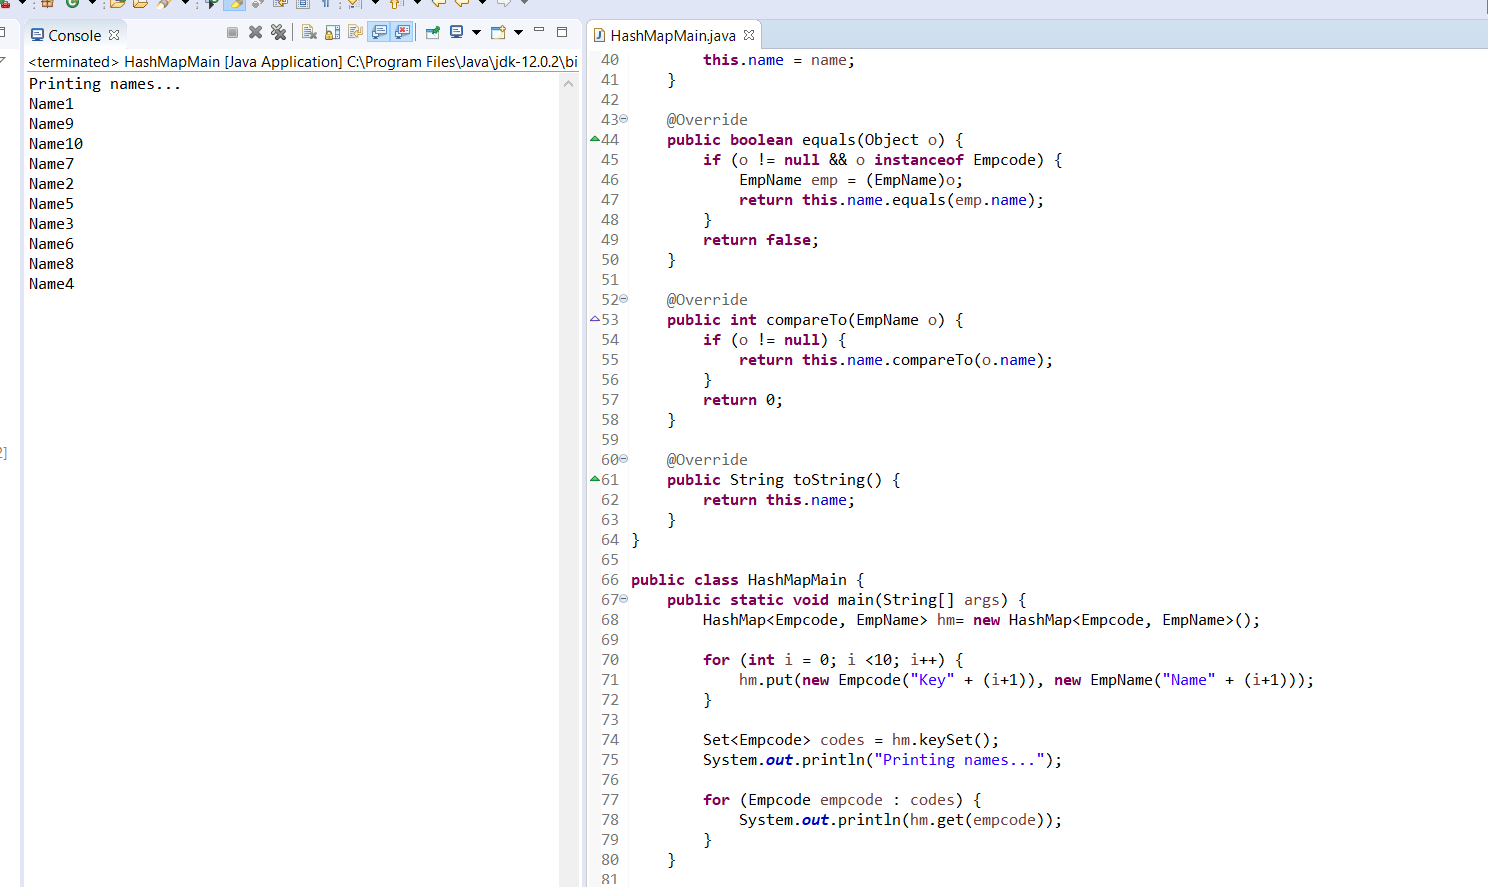 Console
<terminated> HashMapMain [Java Application] C:\Program Files\Java\jdk-12.0.2\bi
Printing names...
Name1
Name9
Name10
Name7
Name2
Name5
Name3
Name6
Name8
Name4
2]
HashMapMain.java
40         this.name = name;
41     }
42
43     @Override
44     public boolean equals(Object o) {
45         if (o != null && o instanceof Empcode) {
46             EmpName emp = (EmpName)o;
47             return this.name.equals(emp.name);
48         }
49         return false;
50     }
51
52     @Override
53     public int compareTo(EmpName o) {
54         if (o != null) {
55             return this.name.compareTo(o.name);
56         }
57         return 0;
58     }
59
60     @Override
61     public String toString() {
62         return this.name;
63     }
64 }
65
66 public class HashMapMain {
67     public static void main(String[] args) {
68         HashMap<Empcode, EmpName> hm= new HashMap<Empcode, EmpName>();
69
70         for (int i = 0; i <10; i++) {
71             hm.put(new Empcode("Key" + (i+1)), new EmpName("Name" + (i+1)));
72         }
73
74         Set<Empcode> codes = hm.keySet();
75         System.out.println("Printing names...");
76
77         for (Empcode empcode : codes) {
78             System.out.println(hm.get(empcode));
79         }
80     }
81